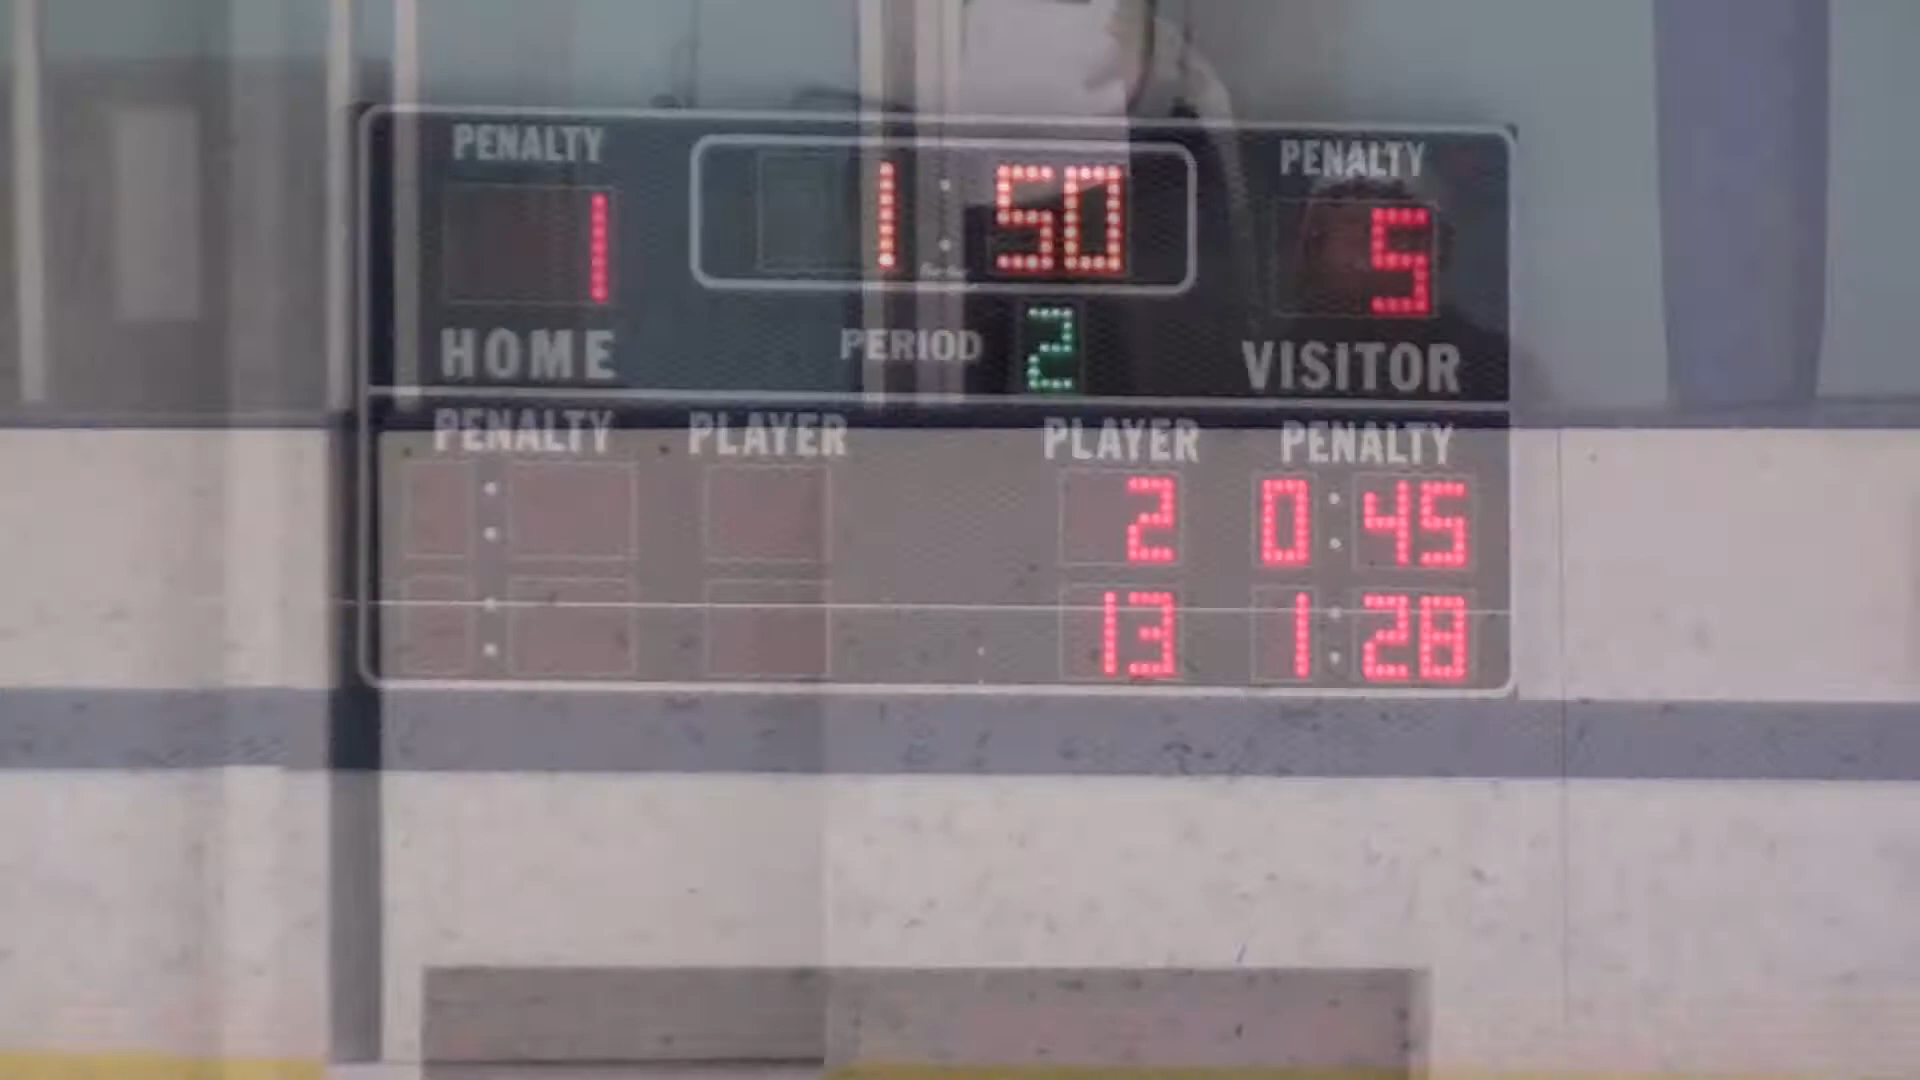 PENALTY 1:50 PENALTY
1 5
HOME PERIOD 2 VISITOR
PENALTY PLAYER PLAYER PENALTY
: 2 0:45
: 13 1:28